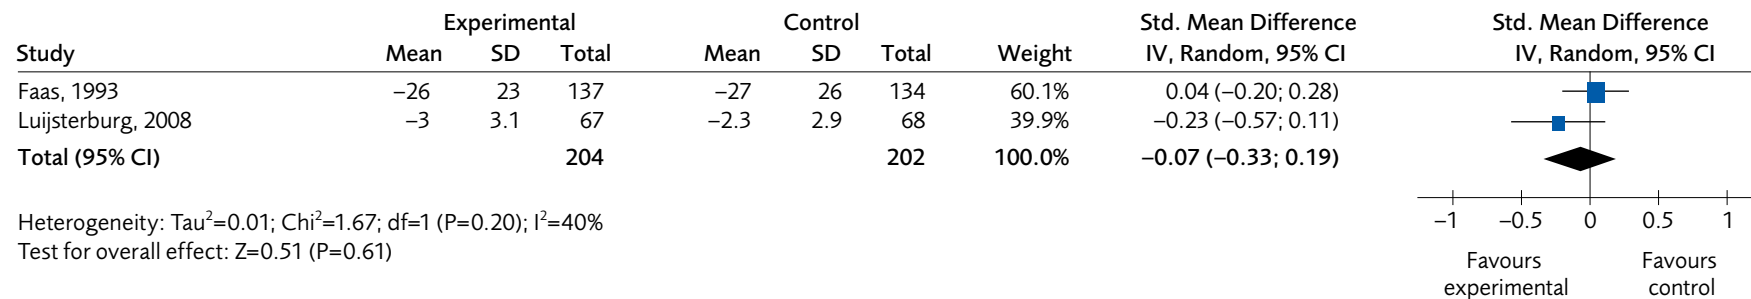 Experimental Control Std. Mean Difference Std. Mean Difference
Study Mean SD Total Mean SD Total Weight IV, Random, 95% CI IV, Random, 95% CI
Faas, 1993 –26 23 137 –27 26 134 60.1% 0.04 (–0.20; 0.28)
Luijsterburg, 2008 –3 3.1 67 –2.3 2.9 68 39.9% –0.23 (–0.57; 0.11)
Total (95% CI) 204 202 100.0% –0.07 (–0.33; 0.19)
Heterogeneity: Tau²=0.01; Chi²=1.67; df=1 (P=0.20); I²=40%
Test for overall effect: Z=0.51 (P=0.61)
–1 –0.5 0 0.5 1
Favours Favours
experimental control